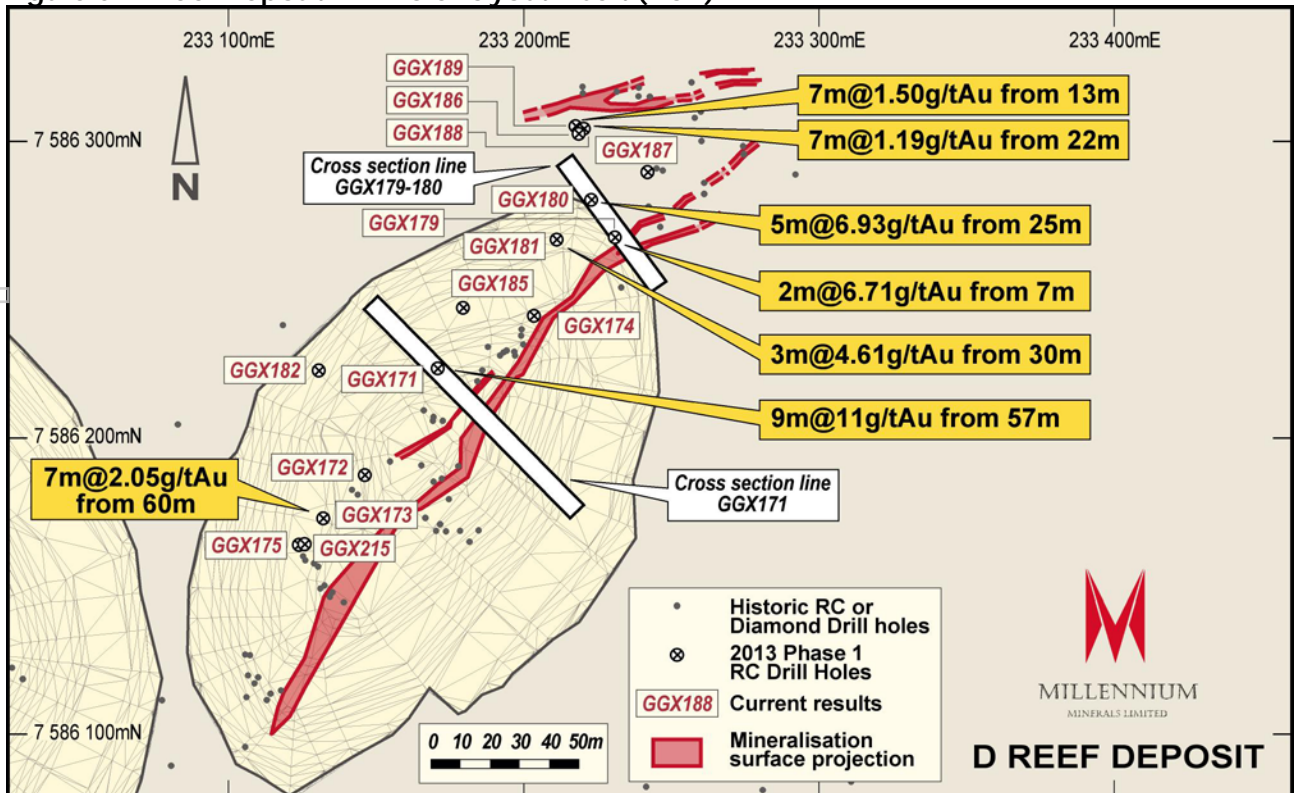 233 100mE
233 200mE
233 300mE
233 400mE
GGX189
GGX186
GGX188
7m@1.50g/tAu from 13m
7m@1.19g/tAu from 22m
7 586 300mN
N
Cross section line
GGX179-180
GGX187
GGX180
GGX179
GGX181
5m@6.93g/tAu from 25m
2m@6.71g/tAu from 7m
GGX185
GGX174
3m@4.61g/tAu from 30m
GGX182
GGX171
9m@11g/tAu from 57m
7 586 200mN
7m@2.05g/tAu
from 60m
GGX172
GGX173
Cross section line
GGX171
GGX175
GGX215
Historic RC or
Diamond Drill holes
2013 Phase 1
RC Drill Holes
GGX188 Current results
Mineralisation
surface projection
7 586 100mN
0 10 20 30 40 50m
MILLENNIUM
MINERALS LIMITED
D REEF DEPOSIT